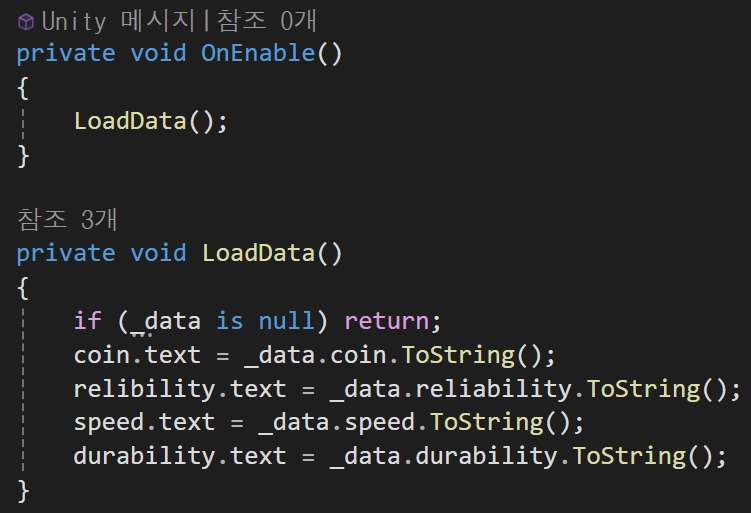 Unity 메시지|참조 0개
private void OnEnable()
{
LoadData();
}
참조 3개
private void LoadData()
{
if (_data is null) return;
coin.text = _data.coin.ToString();
relibility.text = _data.reliability.ToString();
speed.text = _data.speed.ToString();
durability.text = _data.durability.ToString();
}